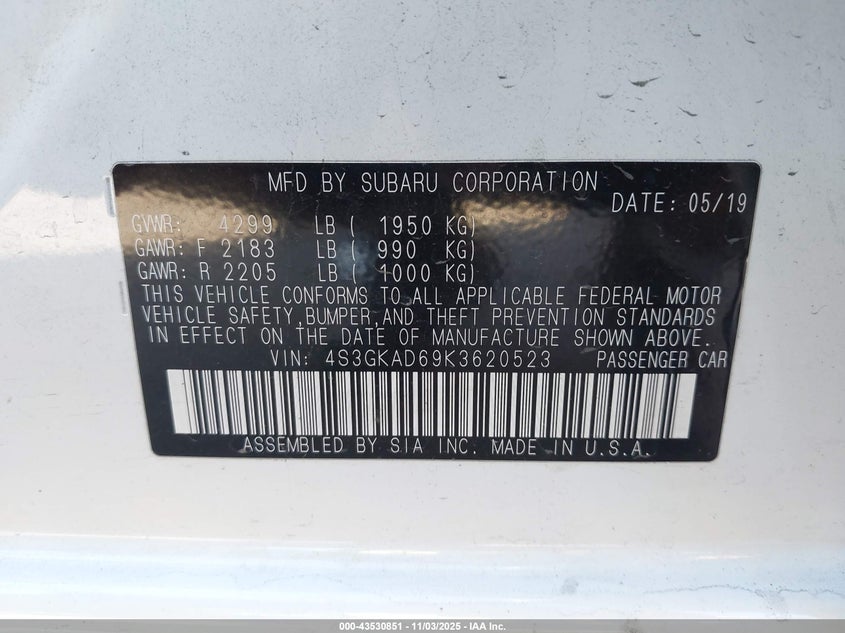 MFD BY SUBARU CORPORATION
DATE: 05/19
GVWR: 4299 LB ( 1950 KG)
GAWR: F 2183 LB ( 990 KG)
GAWR: R 2205 LB ( 1000 KG)
THIS VEHICLE CONFORMS TO ALL APPLICABLE FEDERAL MOTOR
VEHICLE SAFETY, BUMPER, AND THEFT PREVENTION STANDARDS
IN EFFECT ON THE DATE OF MANUFACTURE SHOWN ABOVE.
VIN: 4S3GKAD69K3620523 PASSENGER CAR
ASSEMBLED BY SIA INC. MADE IN U.S.A.
000-43530851 - 11/03/2025 - IAA Inc.